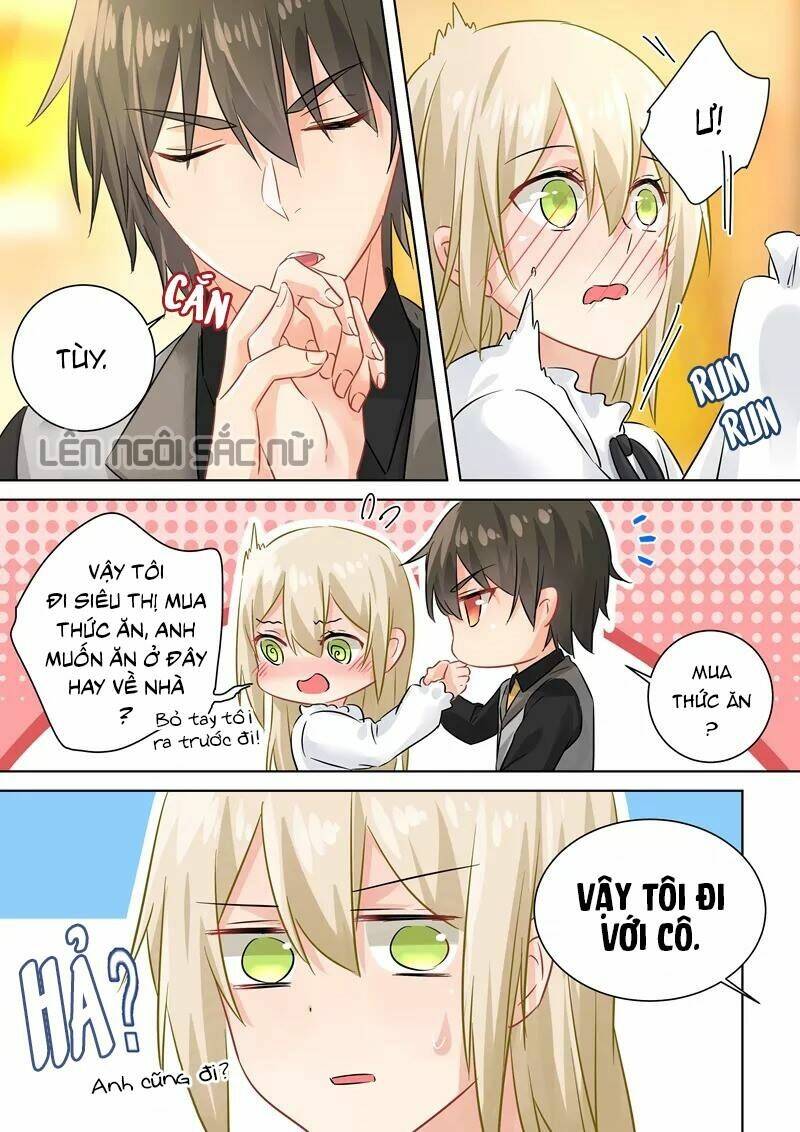 CẮN
TÙY.
LÊN NGÔI SẮC NỮ
Ư!
RUN
RUN
VẬY TÔI
ĐI SIÊU THỊ MUA
THỨC ĂN, ANH
MUỐN ĂN Ở ĐÂY
HAY VỀ NHÀ
?
Bỏ tay tôi
ra trước đi!
MUA
THỨC ĂN
?
VẬY TÔI ĐI
VỚI CÔ.
HẢ?
Anh cũng đi?